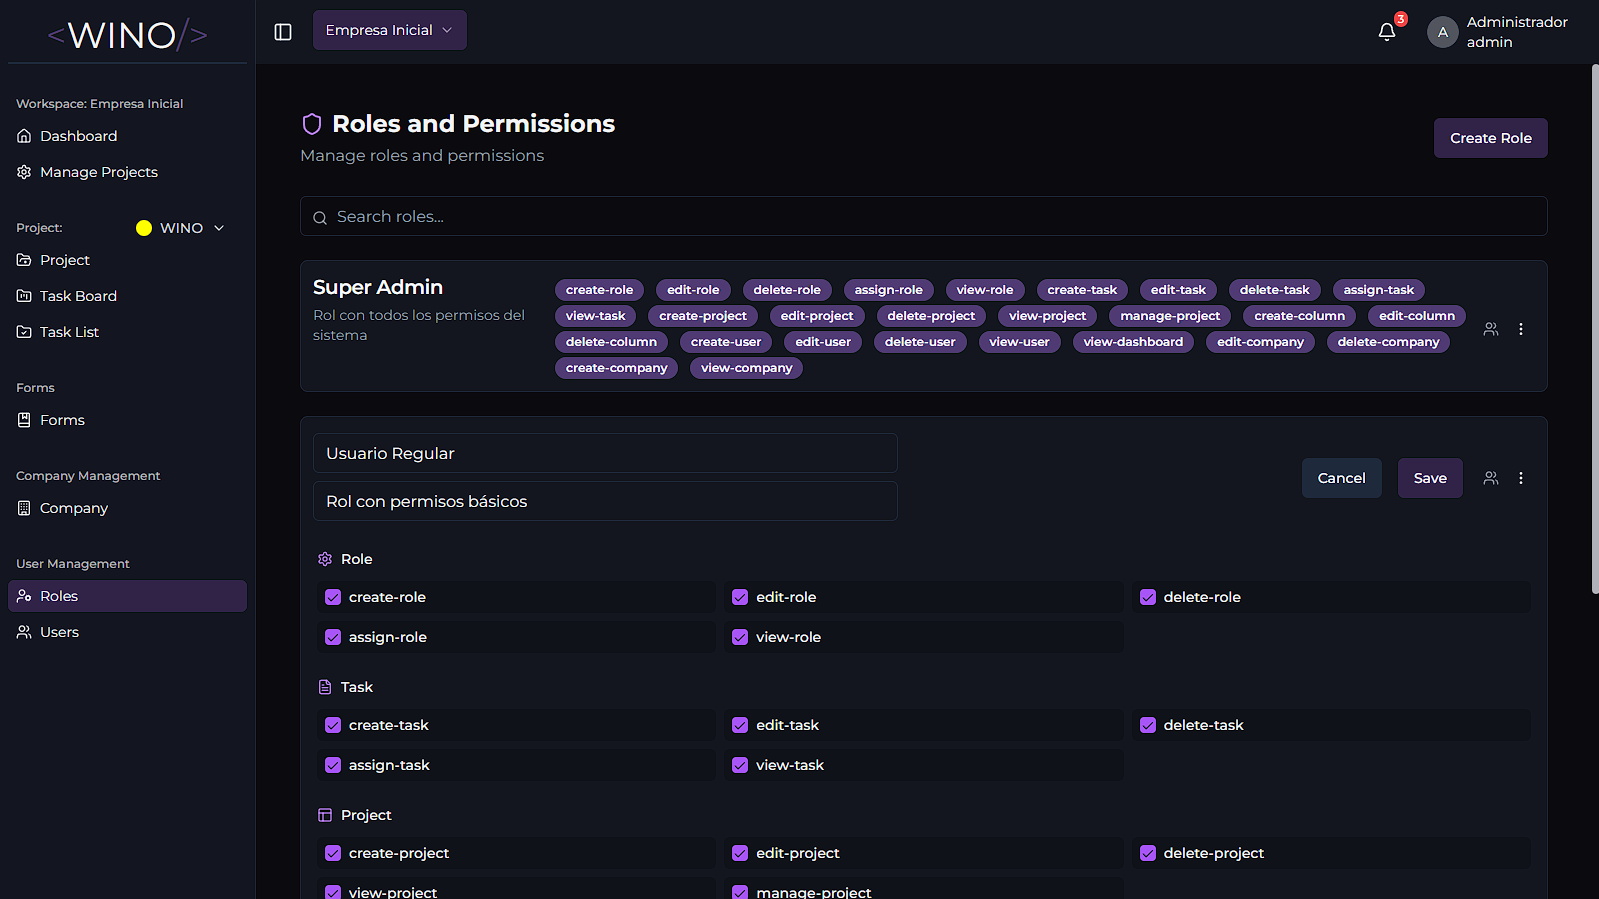 <WINO/>
Empresa Inicial
3
A
Administrador
admin
Workspace: Empresa Inicial
Dashboard
Manage Projects
Project:
WINO
Project
Task Board
Task List
Forms
Forms
Company Management
Company
User Management
Roles
Users
Roles and Permissions
Manage roles and permissions
Create Role
Search roles...
Super Admin
Rol con todos los permisos del
sistema
create-role edit-role delete-role assign-role view-role create-task edit-task delete-task assign-task
view-task create-project edit-project delete-project view-project manage-project create-column edit-column
delete-column create-user edit-user delete-user view-user view-dashboard edit-company delete-company
create-company view-company
Usuario Regular
Rol con permisos básicos
Cancel
Save
Role
create-role edit-role delete-role
assign-role view-role
Task
create-task edit-task delete-task
assign-task view-task
Project
create-project edit-project delete-project
view-project manage-project